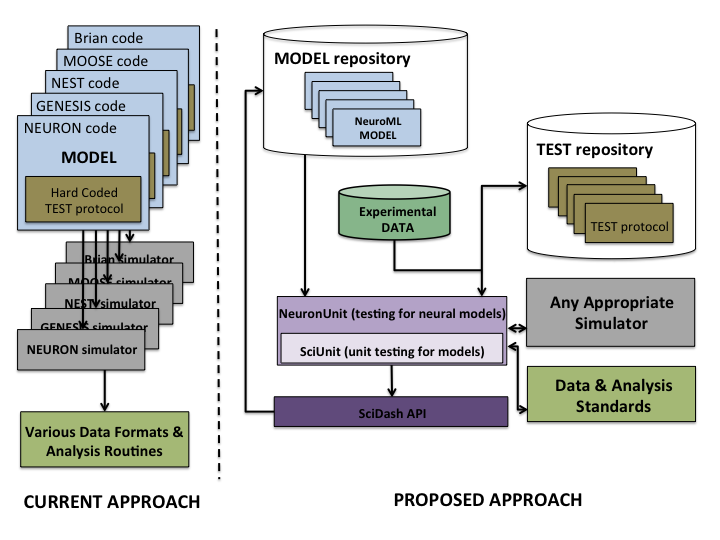 Brian code
MOOSE code
NEST code
GENESIS code
NEURON code
MODEL
Hard Coded
TEST protocol
Brian simulator
MOOSE simulator
NEST simulator
GENESIS simulator
NEURON simulator
Various Data Formats &
Analysis Routines
CURRENT APPROACH
MODEL repository
NeuroML
MODEL
TEST repository
TEST protocol
Experimental
DATA
NeuronUnit (testing for neural models)
SciUnit (unit testing for models)
SciDash API
Any Appropriate
Simulator
Data & Analysis
Standards
PROPOSED APPROACH